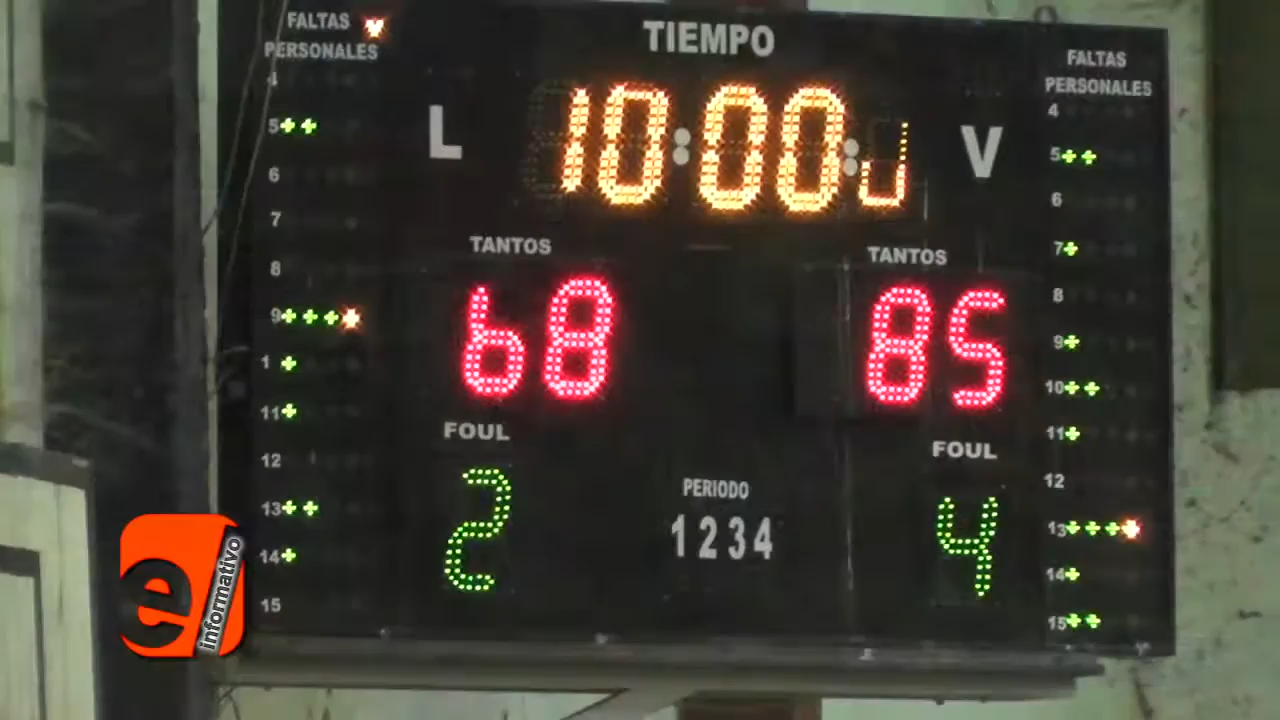 FALTAS
PERSONALES
TIEMPO
FALTAS
PERSONALES
L
10:00:
V
4
5
6
7
8
9
1
11
12
13
14
15
TANTOS
68
TANTOS
85
FOUL
2
PERIODO
1234
FOUL
4
4
5
6
7
8
9
10
11
12
13
14
15
e informativo